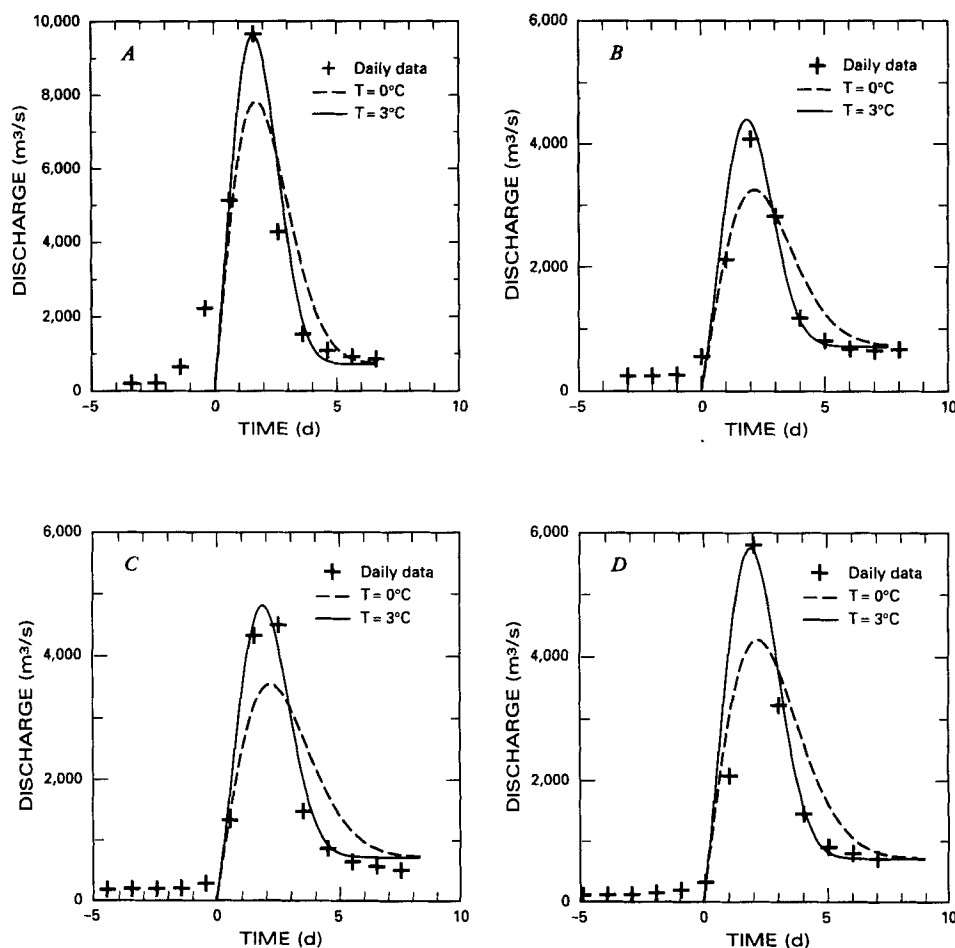 A
Daily data
T = 0°C
T = 3°C
DISCHARGE (m³/s)
10,000
8,000
6,000
4,000
2,000
0
-5 0 5 10
TIME (d)
B
Daily data
T = 0°C
T = 3°C
DISCHARGE (m³/s)
6,000
4,000
2,000
0
-5 0 5 10
TIME (d)
C
Daily data
T = 0°C
T = 3°C
DISCHARGE (m³/s)
6,000
4,000
2,000
0
-5 0 5 10
TIME (d)
D
Daily data
T = 0°C
T = 3°C
DISCHARGE (m³/s)
6,000
4,000
2,000
0
-5 0 5 10
TIME (d)